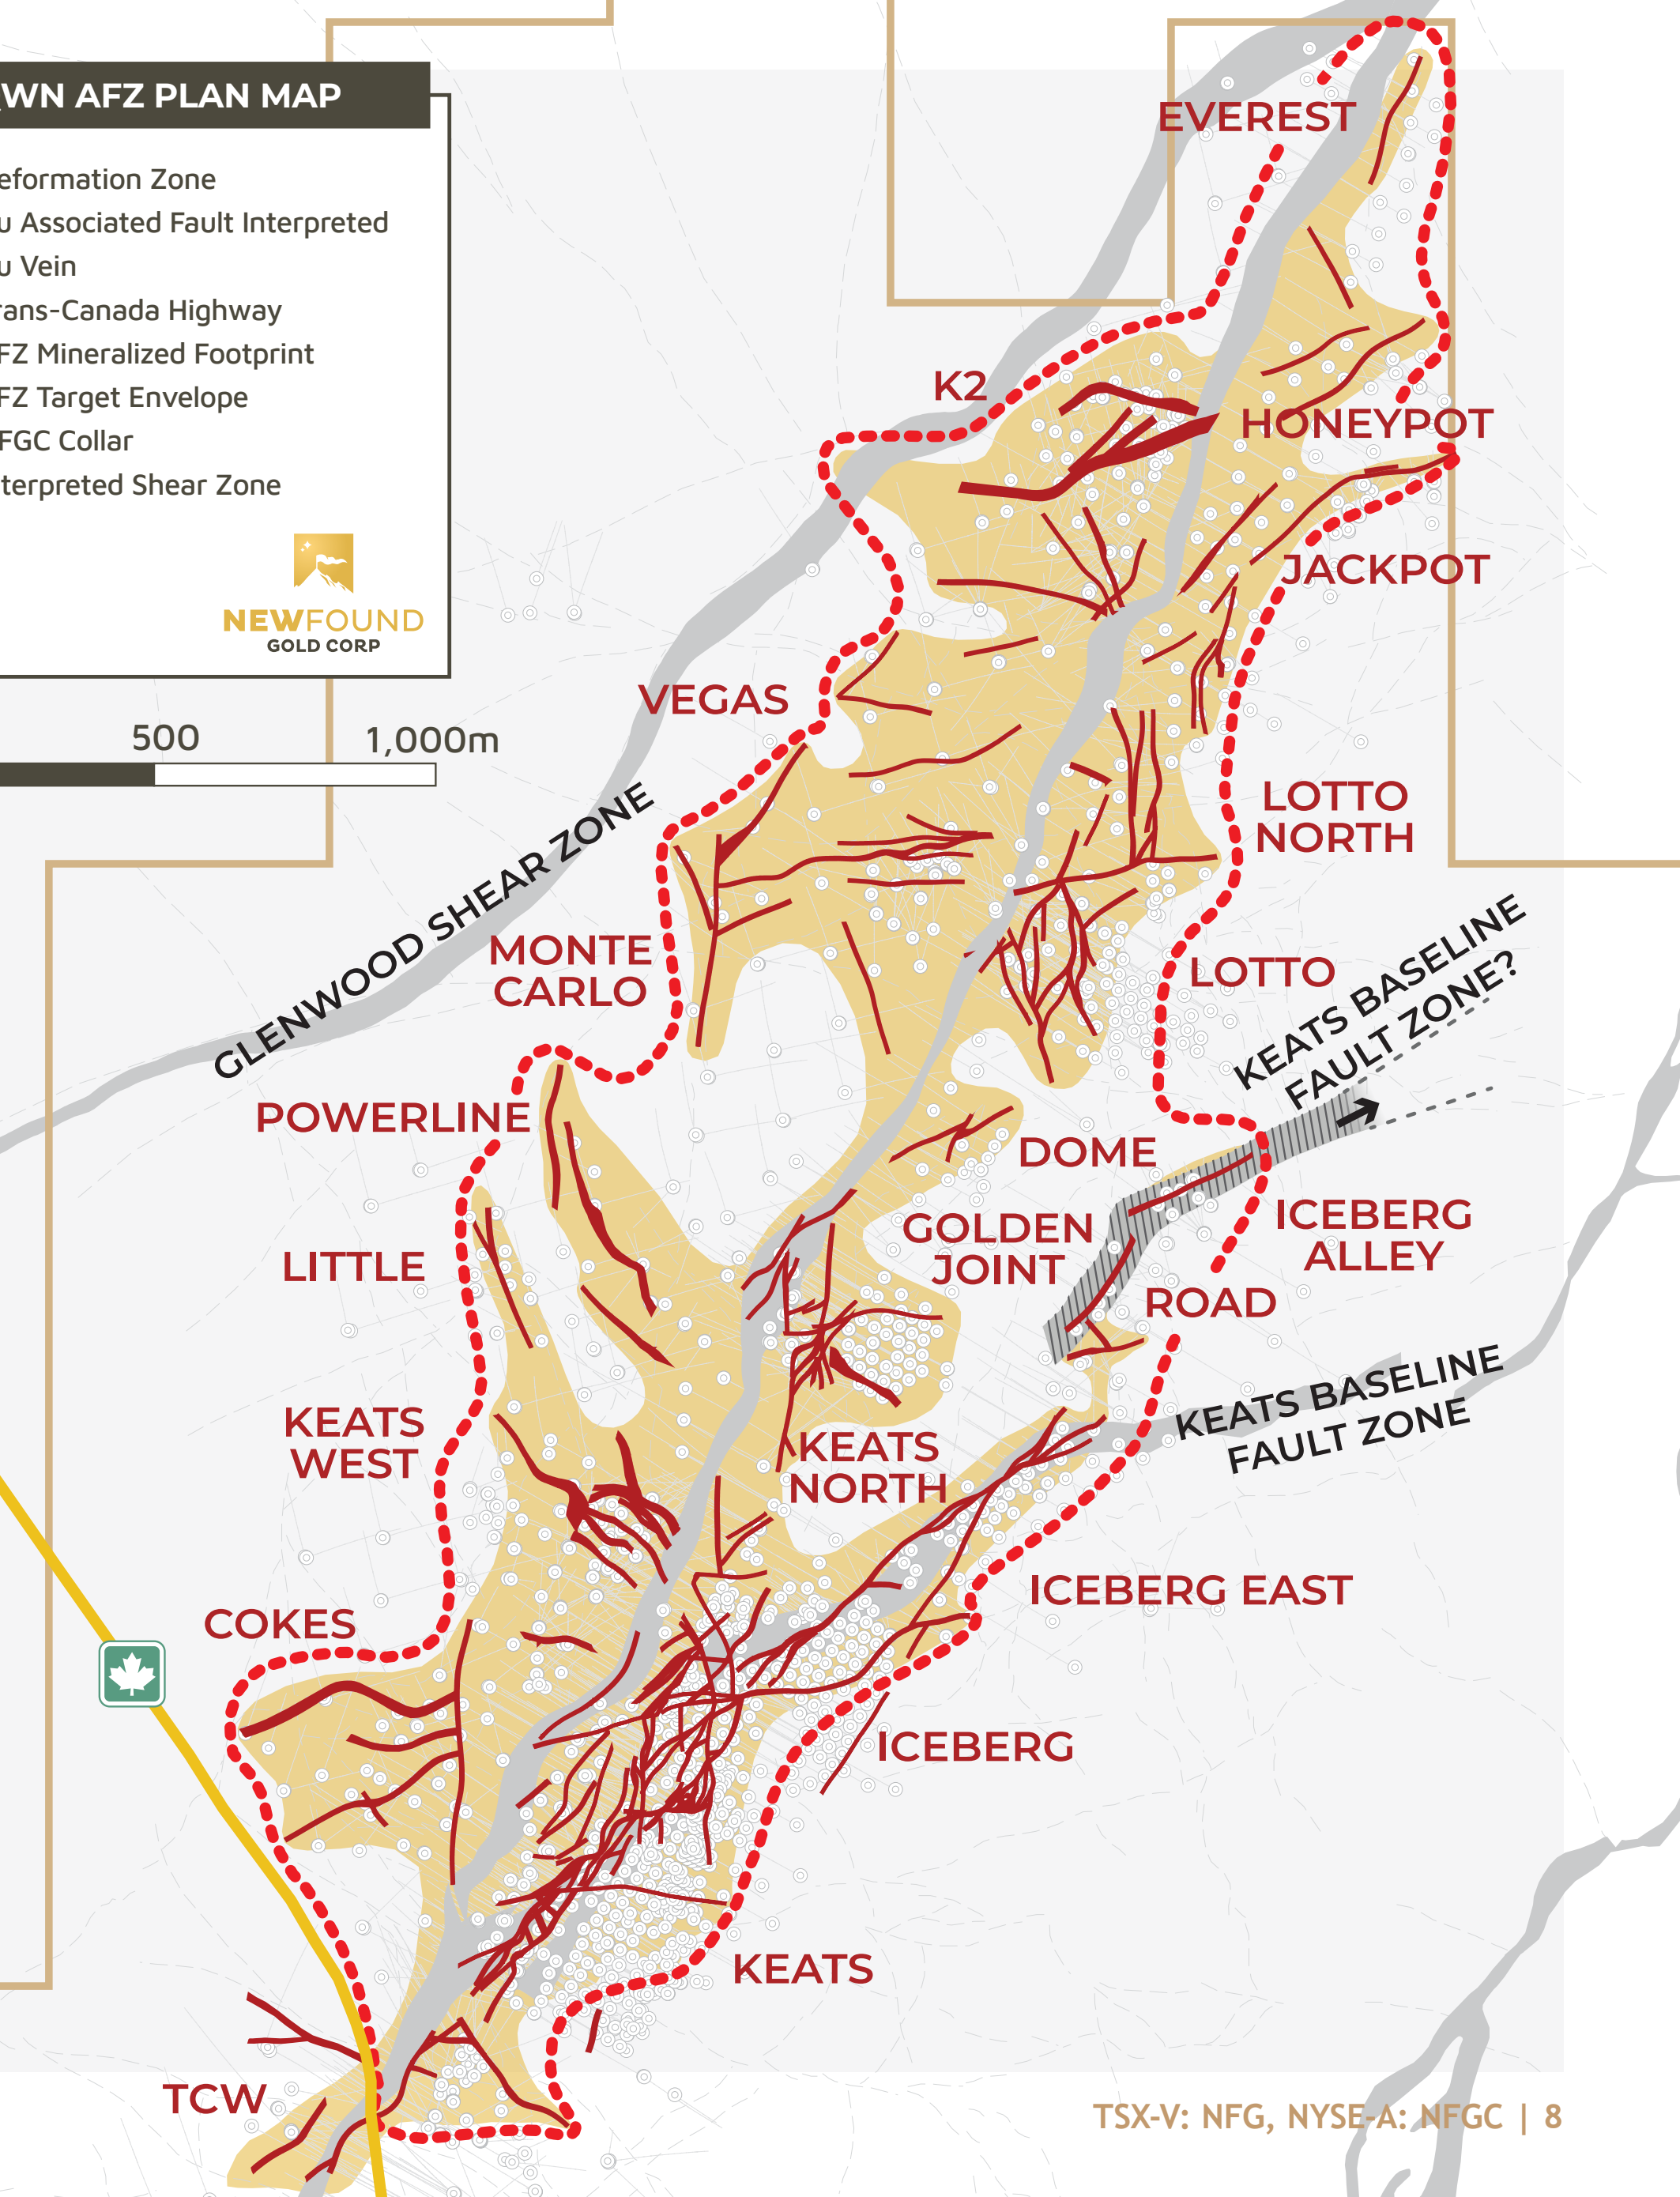 WN AFZ PLAN MAP
eformation Zone
u Associated Fault Interpreted
u Vein
rans-Canada Highway
FZ Mineralized Footprint
FZ Target Envelope
FGC Collar
terpreted Shear Zone
NEWFOUND
GOLD CORP
500 1,000m
EVEREST
K2
HONEYPOT
JACKPOT
VEGAS
LOTTO
NORTH
GLENWOOD SHEAR ZONE
MONTE
CARLO
LOTTO
KEATS BASELINE
FAULT ZONE?
POWERLINE
DOME
GOLDEN
JOINT
ICEBERG
ALLEY
LITTLE
ROAD
KEATS
WEST
KEATS
NORTH
KEATS BASELINE
FAULT ZONE
ICEBERG EAST
COKES
ICEBERG
KEATS
TCW
TSX-V: NFG, NYSE-A: NFGC | 8